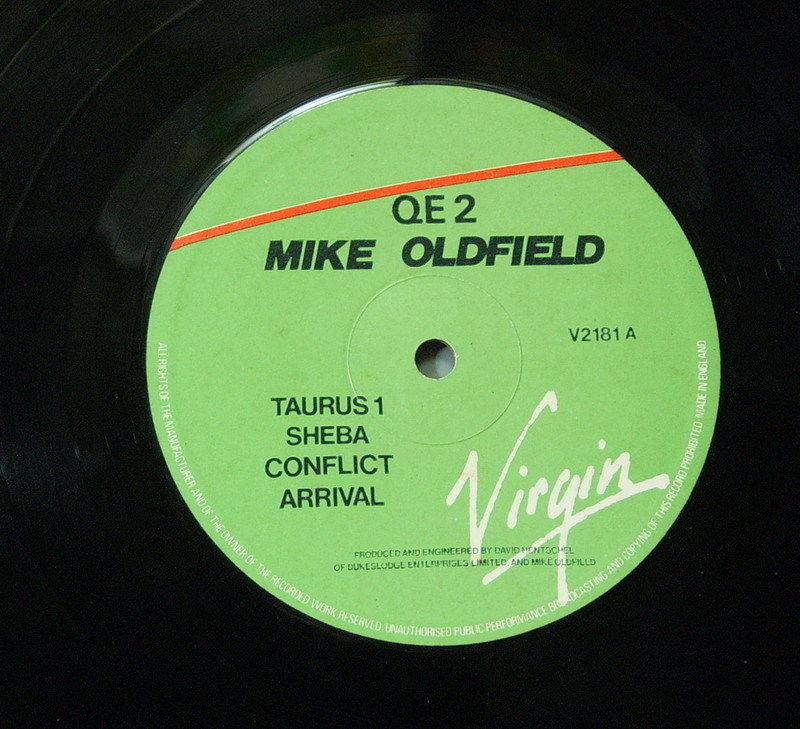 QE 2
MIKE OLDFIELD
V2181 A
TAURUS 1
SHEBA
CONFLICT
ARRIVAL
Virgin
PRODUCED AND ENGINEERED BY DAVID HENTSCHEL
OF DUKESLODGE ENTERPRISES LIMITED, AND MIKE OLDFIELD
ALL RIGHTS OF THE MANUFACTURER AND OF THE OWNER OF THE RECORDED WORK RESERVED. UNAUTHORISED PUBLIC PERFORMANCE BROADCASTING AND COPYING OF THIS RECORD PROHIBITED. MADE IN ENGLAND